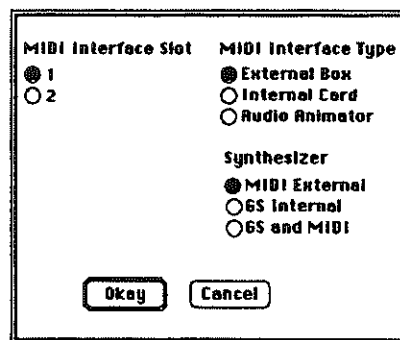 MIDI Interface Slot
1
2
MIDI Interface Type
External Box
Internal Card
Audio Animator
Synthesizer
MIDI External
GS Internal
GS and MIDI
Okay
Cancel